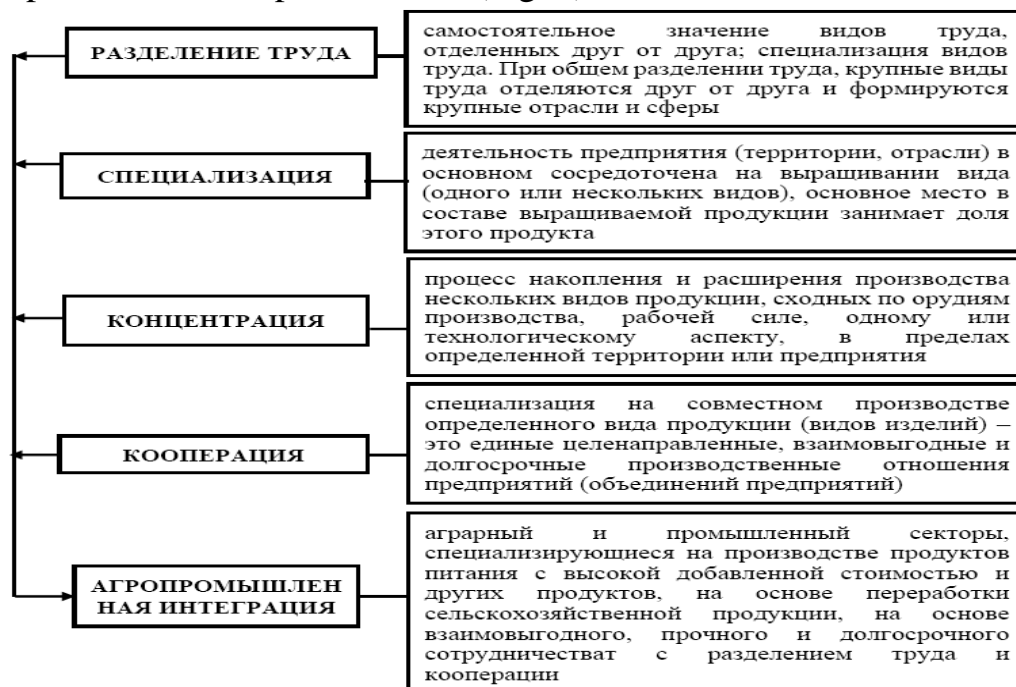 РАЗДЕЛЕНИЕ ТРУДА
самостоятельное значение видов труда,
отделенных друг от друга; специализация видов
труда. При общем разделении труда, крупные виды
труда отделяются друг от друга и формируются
крупные отрасли и сферы
СПЕЦИАЛИЗАЦИЯ
деятельность предприятия (территории, отрасли) в
основном сосредоточена на выращивании вида
(одного или нескольких видов), основное место в
составе выращиваемой продукции занимает доля
этого продукта
КОНЦЕНТРАЦИЯ
процесс накопления и расширения производства
нескольких видов продукции, сходных по орудиям
производства, рабочей силе, одному или
технологическому аспекту, в
пределах
определенной территории или предприятия
КООПЕРАЦИЯ
специализация на совместном производстве
определенного вида продукции (видов изделий) –
это единые целенаправленные, взаимовыгодные и
долгосрочные производственные отношения
предприятий (объединений предприятий)
АГРОПРОМЫШЛЕН
НАЯ ИНТЕГРАЦИЯ
аграрный и промышленный секторы,
специализирующиеся на производстве продуктов
питания с высокой добавленной стоимостью и
других продуктов, на основе переработки
сельскохозяйственной продукции, на основе
взаимовыгодного, прочного и долгосрочного
сотрудничестват с разделением труда и
кооперации